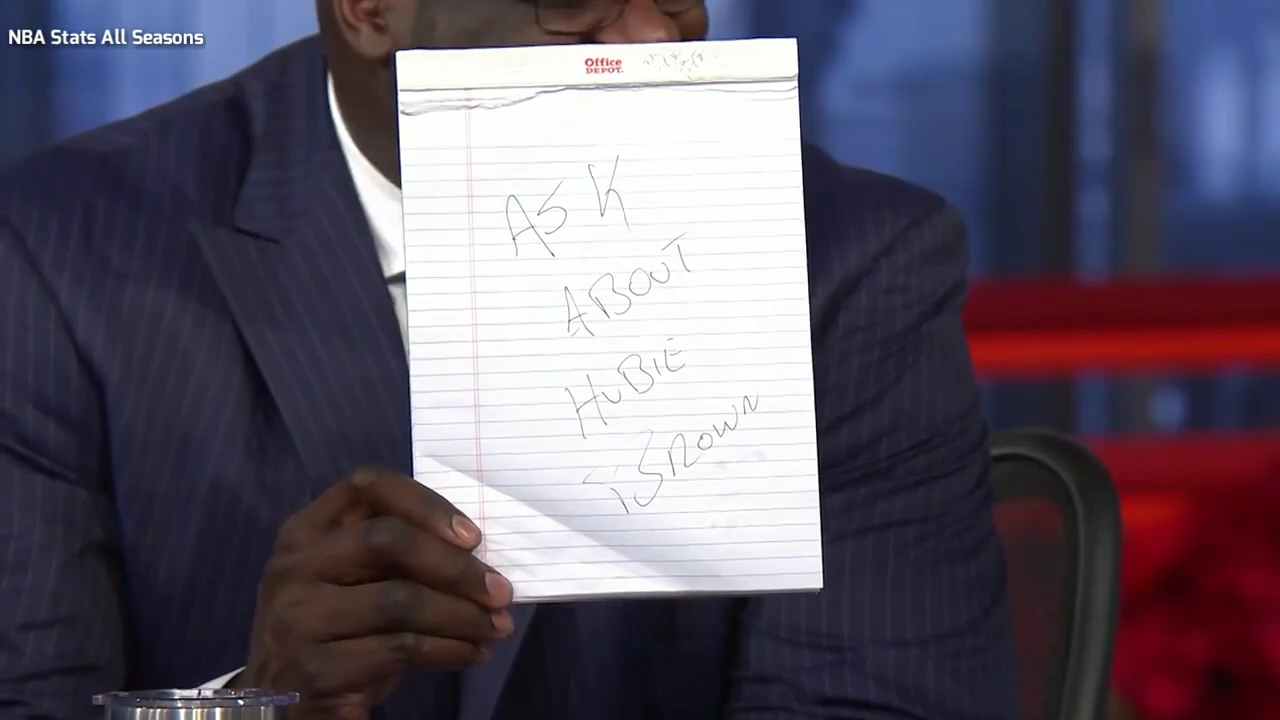 NBA Stats All Seasons
Office
DEPOT.
ASK
ABOUT
HUBIE
BROWN